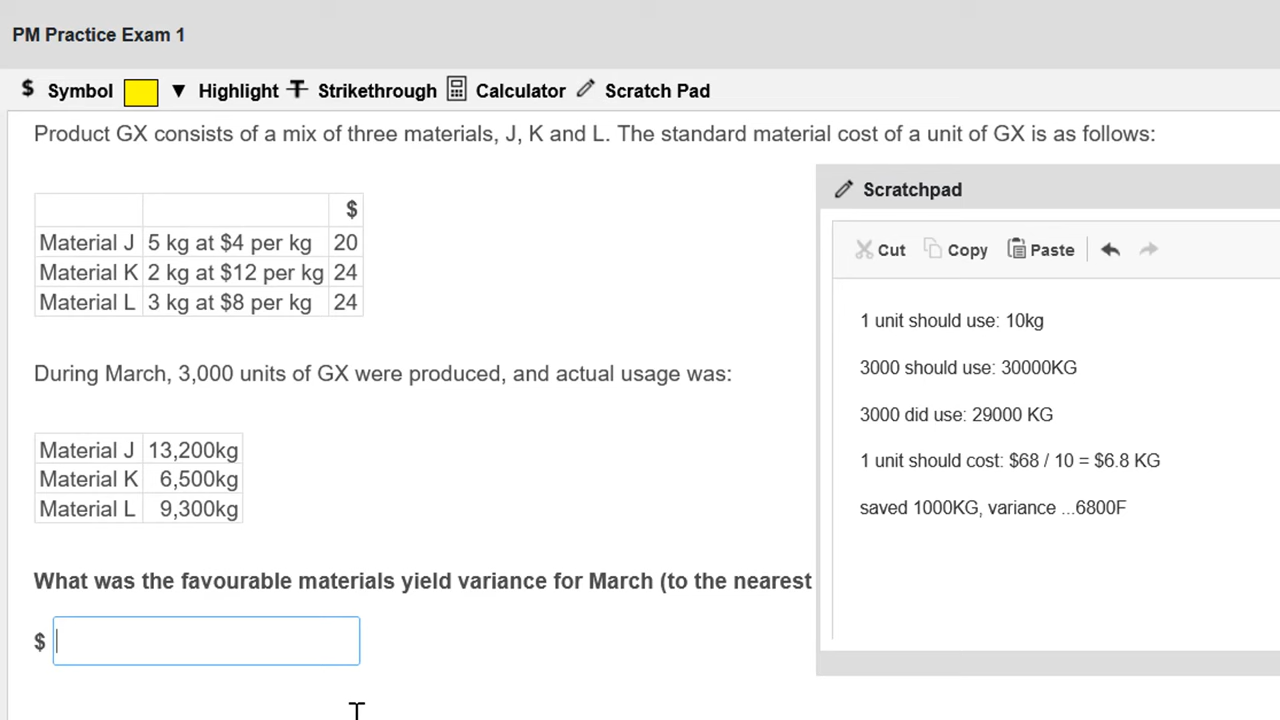 PM Practice Exam 1
$ Symbol ▼ Highlight T Strikethrough Calculator Scratch Pad
Product GX consists of a mix of three materials, J, K and L. The standard material cost of a unit of GX is as follows:
$
Material J 5 kg at $4 per kg 20
Material K 2 kg at $12 per kg 24
Material L 3 kg at $8 per kg 24
During March, 3,000 units of GX were produced, and actual usage was:
Material J 13,200kg
Material K 6,500kg
Material L 9,300kg
What was the favourable materials yield variance for March (to the nearest
$
Scratchpad
Cut Copy Paste
1 unit should use: 10kg
3000 should use: 30000KG
3000 did use: 29000 KG
1 unit should cost: $68 / 10 = $6.8 KG
saved 1000KG, variance ...6800F